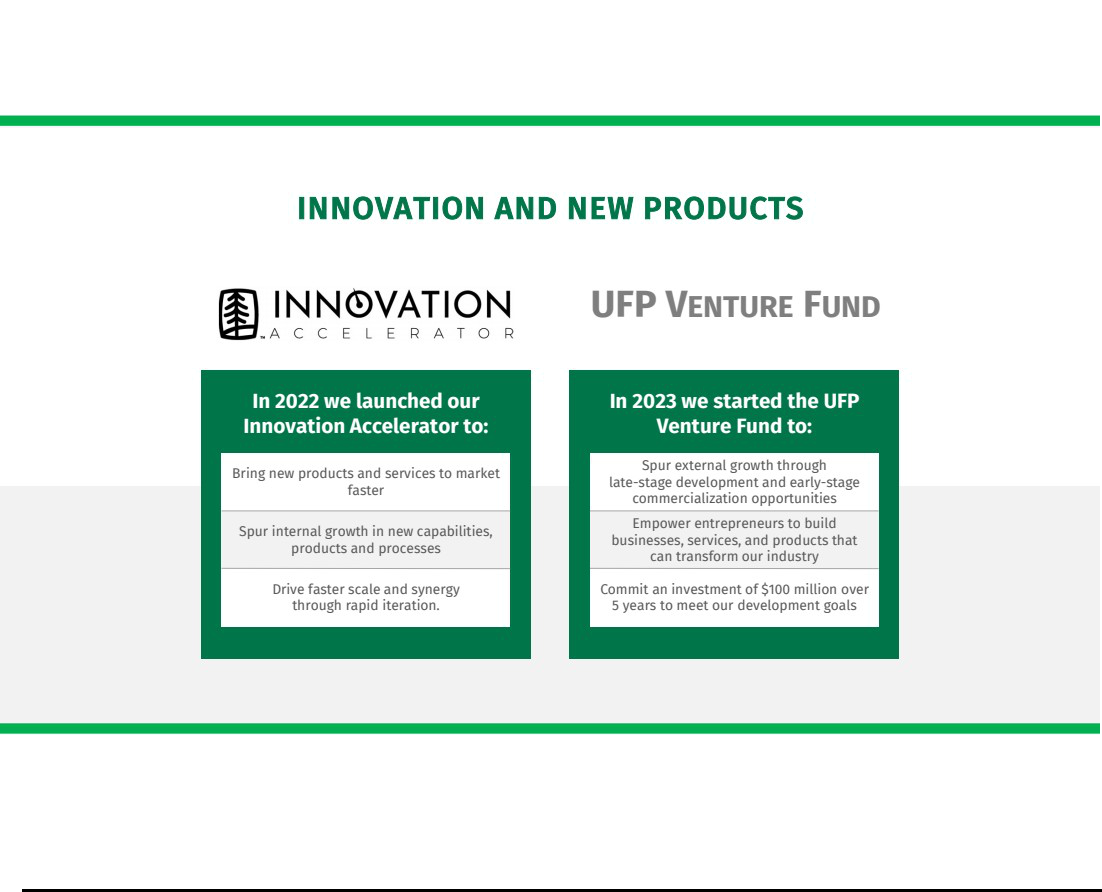 INNOVATION AND NEW PRODUCTS
INNOVATION
™ACCELERATOR
UFP VENTURE FUND
In 2022 we launched our
Innovation Accelerator to:
Bring new products and services to market
faster
Spur internal growth in new capabilities,
products and processes
Drive faster scale and synergy
through rapid iteration.
In 2023 we started the UFP
Venture Fund to:
Spur external growth through
late-stage development and early-stage
commercialization opportunities
Empower entrepreneurs to build
businesses, services, and products that
can transform our industry
Commit an investment of $100 million over
5 years to meet our development goals